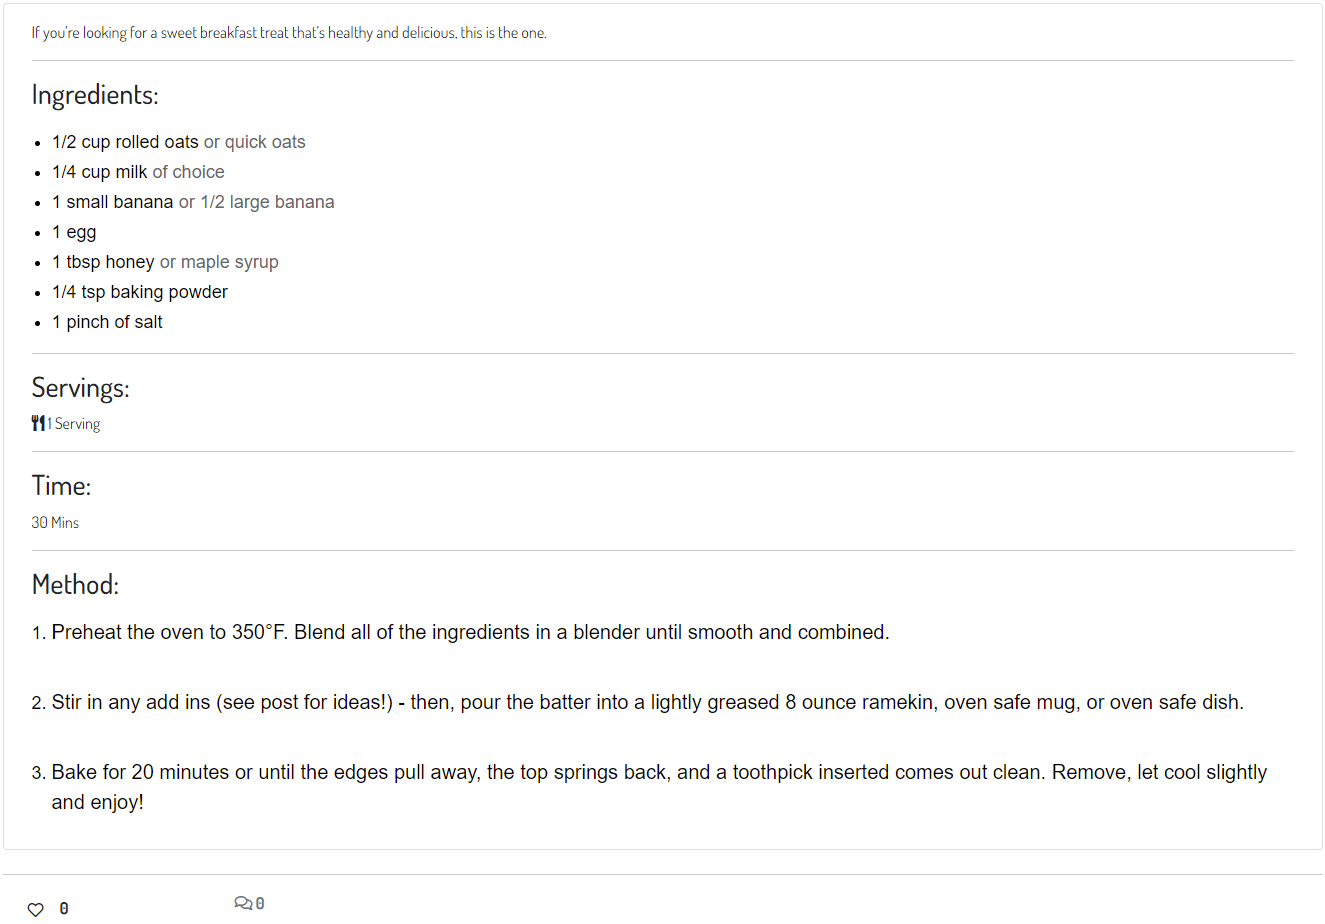 If you're looking for a sweet breakfast treat that's healthy and delicious, this is the one.
Ingredients:
1/2 cup rolled oats or quick oats
1/4 cup milk of choice
1 small banana or 1/2 large banana
1 egg
1 tbsp honey or maple syrup
1/4 tsp baking powder
1 pinch of salt
Servings:
1 Serving
Time:
30 Mins
Method:
1. Preheat the oven to 350°F. Blend all of the ingredients in a blender until smooth and combined.
2. Stir in any add ins (see post for ideas!) - then, pour the batter into a lightly greased 8 ounce ramekin, oven safe mug, or oven safe dish.
3. Bake for 20 minutes or until the edges pull away, the top springs back, and a toothpick inserted comes out clean. Remove, let cool slightly
and enjoy!
0 0